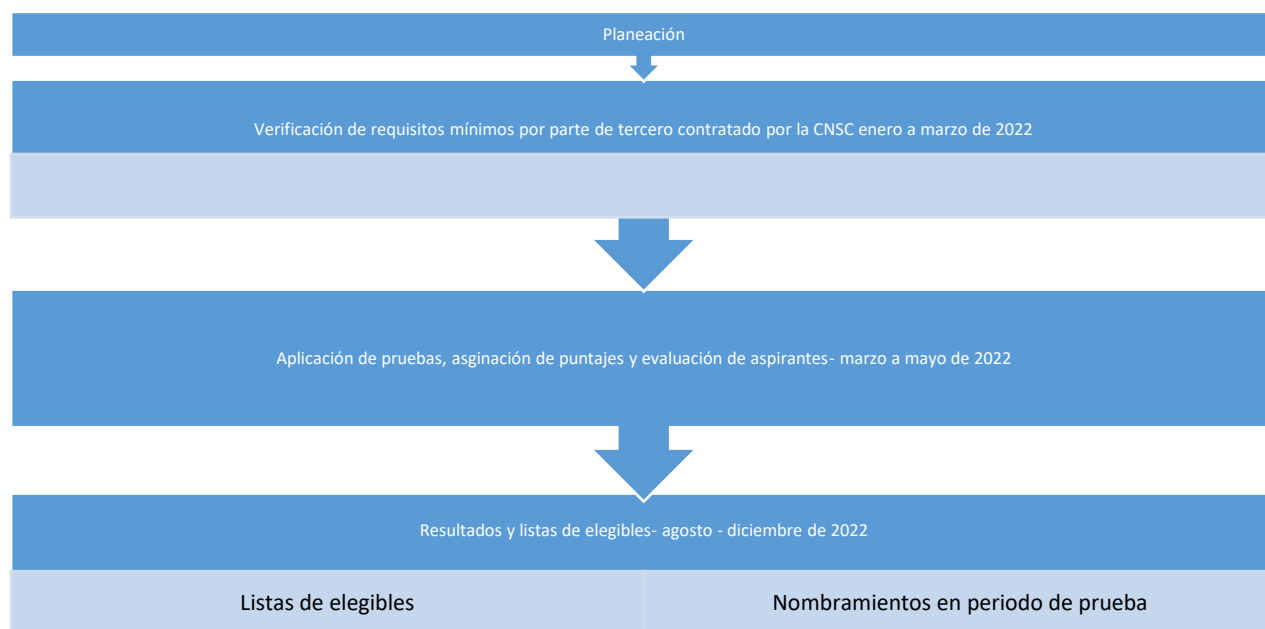 Planeación
Verificación de requisitos mínimos por parte de tercero contratado por la CNSC enero a marzo de 2022
Aplicación de pruebas, asginación de puntajes y evaluación de aspirantes- marzo a mayo de 2022
Resultados y listas de elegibles- agosto - diciembre de 2022
Listas de elegibles
Nombramientos en periodo de prueba